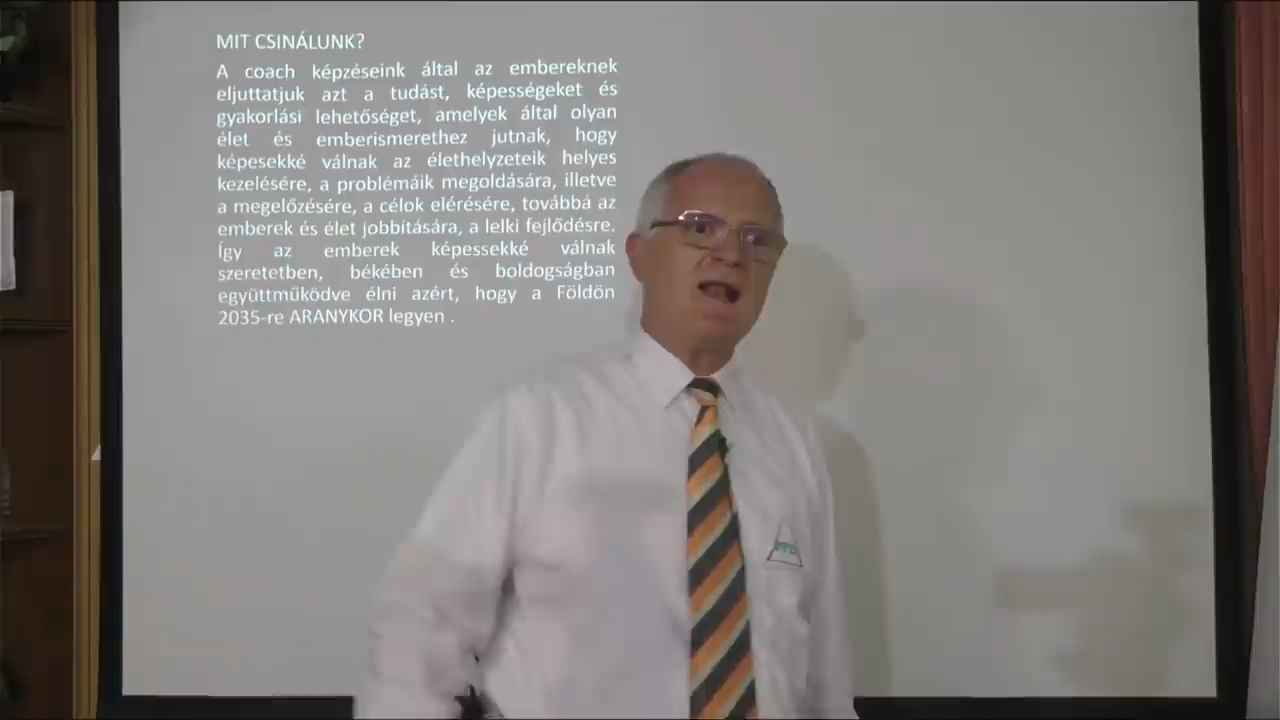 MIT CSINÁLUNK?
A coach képzéseink által az embereknek
eljuttatjuk azt a tudást, képességeket és
gyakorlási lehetőséget, amelyek által olyan
élet és emberismerethez jutnak, hogy
képesekké válnak az élethelyzeteik helyes
kezelésére, a problémáik megoldására, illetve
a megelőzésére, a célok elérésére, továbbá az
emberek és élet jobbítására, a lelki fejlődésre.
Így az emberek képessekké válnak
szeretetben, békében és boldogságban
együttműködve élni azért, hogy a Földön
2035-re ARANYKOR legyen .